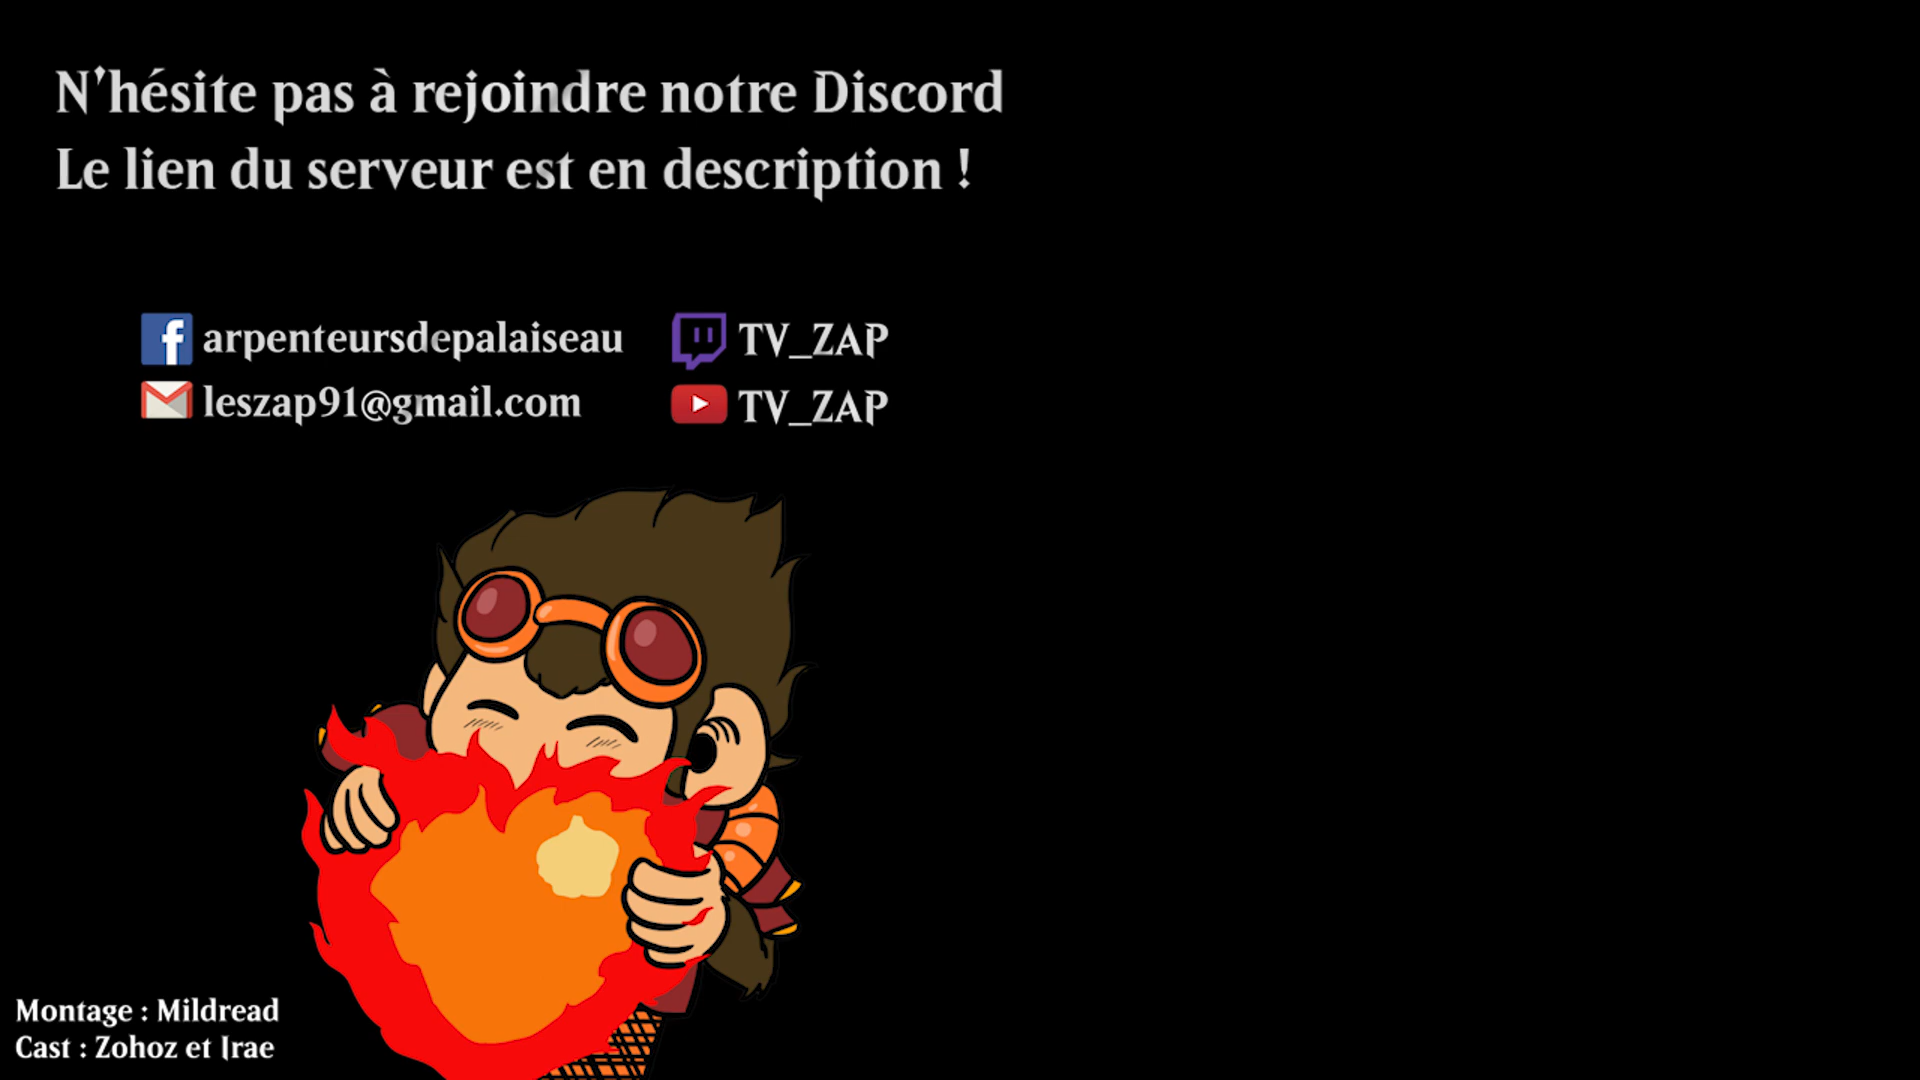 N'hésite pas à rejoindre notre Discord
Le lien du serveur est en description !
arpenteursdepalaiseau
TV_ZAP
leszap91@gmail.com
TV_ZAP
Montage : Mildread
Cast : Zohoz et Irae